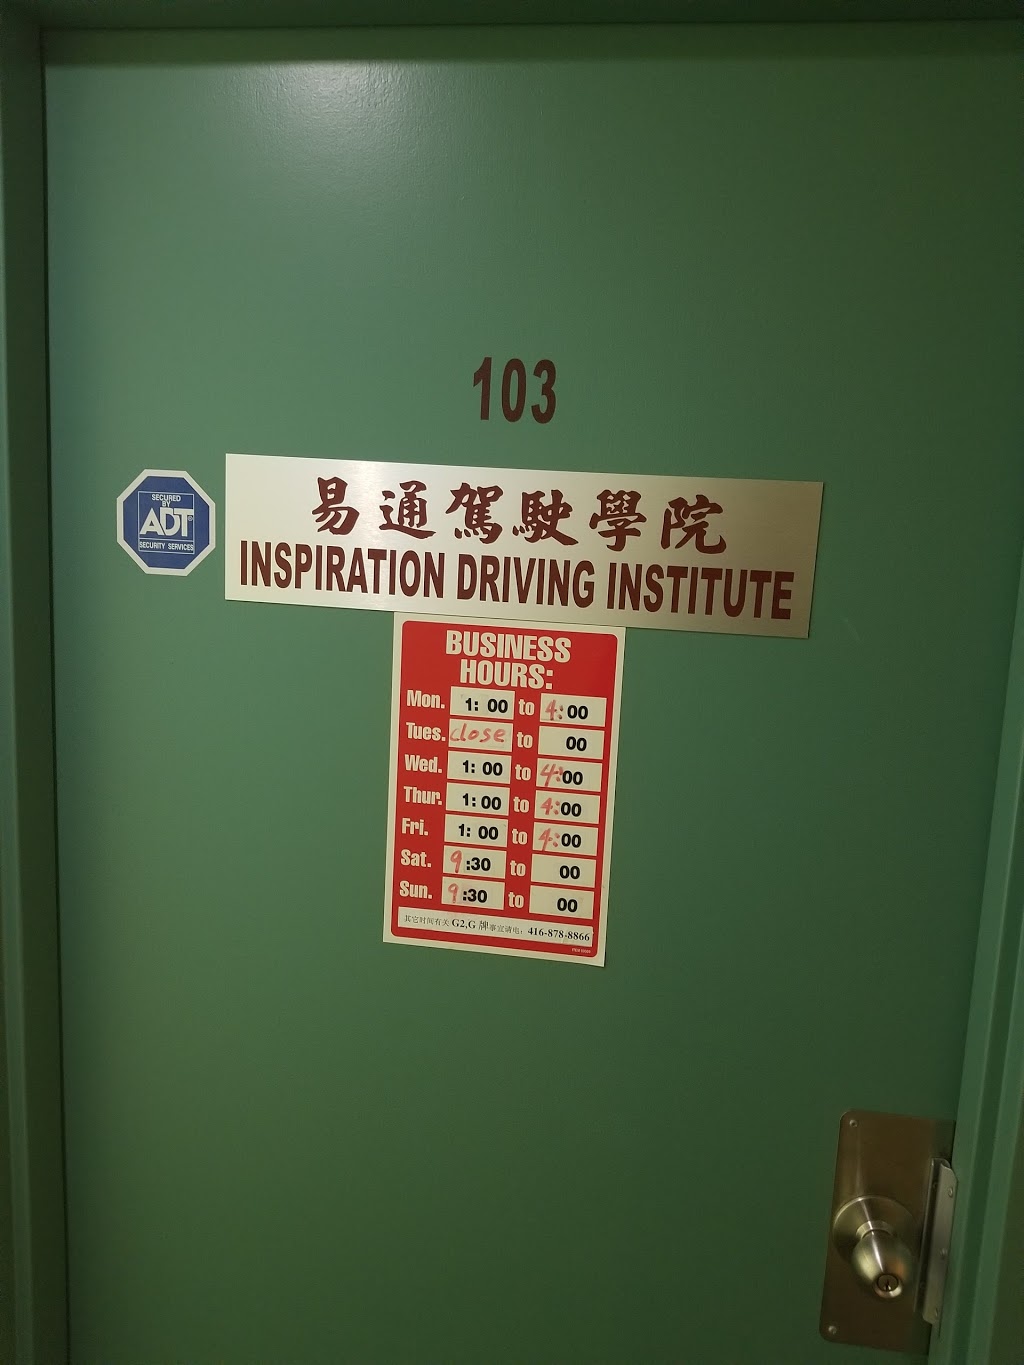 103
SECURED
BY
ADT®
SECURITY SERVICES
易通駕駛學院
INSPIRATION DRIVING INSTITUTE
BUSINESS
HOURS:
Mon. 1:00 to 4:00
Tues. close to 00
Wed. 1:00 to 4:00
Thur. 1:00 to 4:00
Fri. 1:00 to 4:00
Sat. 9:30 to 00
Sun. 9:30 to 00
其它时间有关 G2,G 牌事宜请电: 416-878-8866